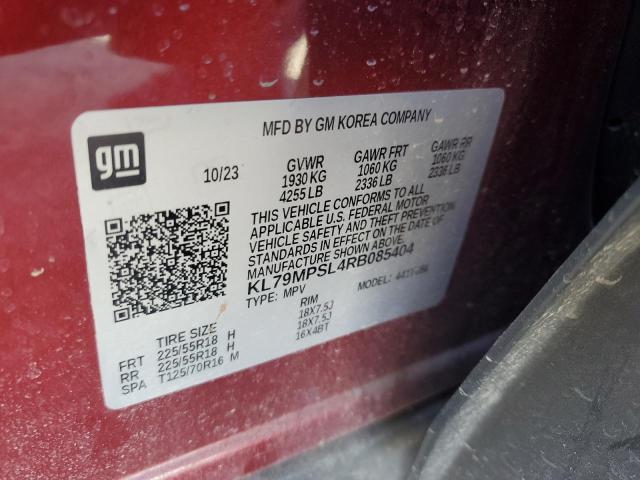 MFD BY GM KOREA COMPANY
gm
10/23
GVWR GAWR FRT GAWR RR
1930 KG 1060 KG 1060 KG
4255 LB 2336 LB 2336 LB
THIS VEHICLE CONFORMS TO ALL
APPLICABLE U.S. FEDERAL MOTOR
VEHICLE SAFETY AND THEFT PREVENTION
STANDARDS IN EFFECT ON THE DATE OF
MANUFACTURE SHOWN ABOVE.
KL79MPSL4RB085404
TYPE: MPV MODEL:
TIRE SIZE RIM
FRT 225/55R18 H 18X7.5J
RR 225/55R18 H 18X7.5J
SPA T125/70R16 M 16X4BT